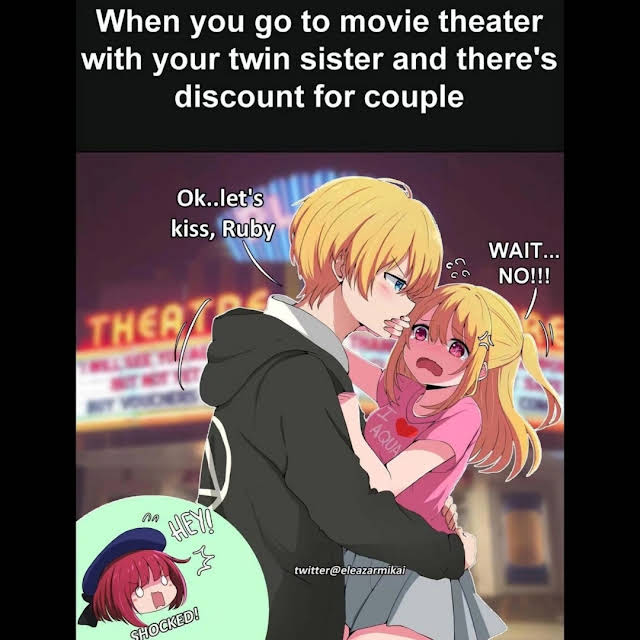 When you go to movie theater
with your twin sister and there's
discount for couple
Ok..let's
kiss, Ruby
WAIT...
NO!!!
THEATRE
I
AQUA
HEY!
SHOCKED!
twitter@eleazarmikai